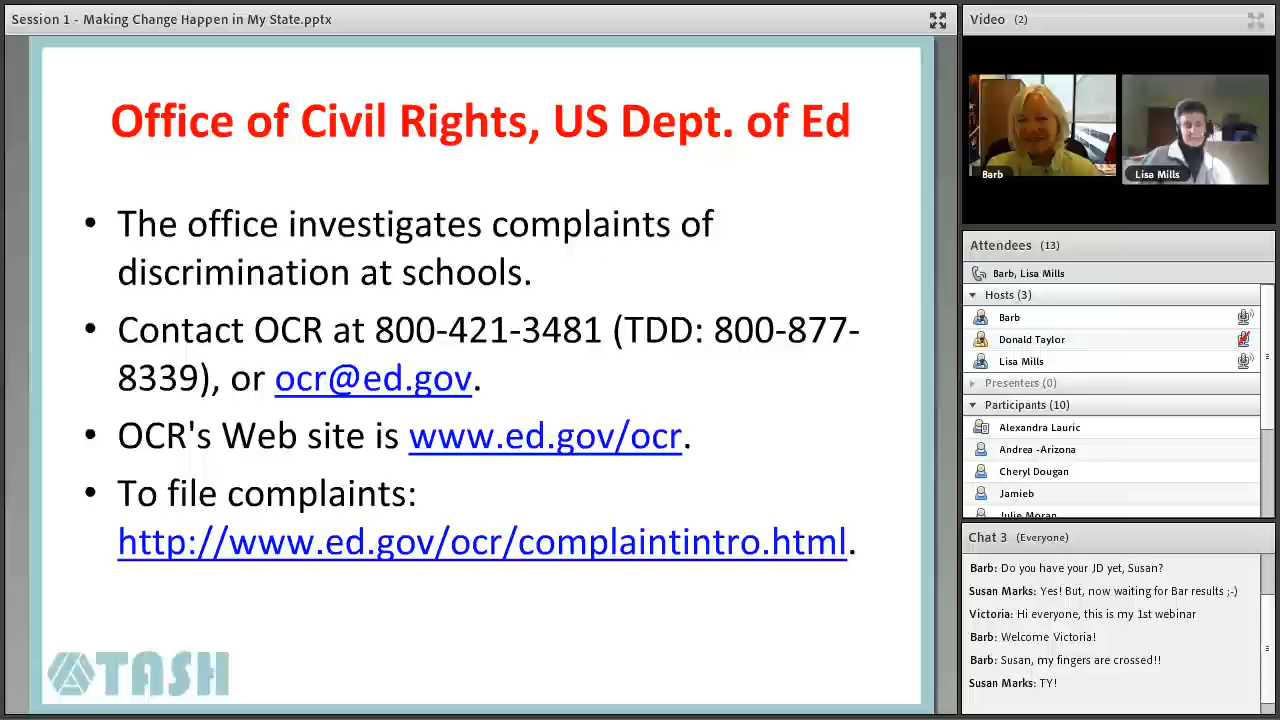 Session 1 - Making Change Happen in My State.pptx
Office of Civil Rights, US Dept. of Ed
• The office investigates complaints of
discrimination at schools.
• Contact OCR at 800-421-3481 (TDD: 800-877-
8339), or ocr@ed.gov.
• OCR's Web site is www.ed.gov/ocr.
• To file complaints:
http://www.ed.gov/ocr/complaintintro.html.
TASH
Video (2)
Barb
Lisa Mills
Attendees (13)
Barb, Lisa Mills
Hosts (3)
Barb
Donald Taylor
Lisa Mills
Presenters (0)
Participants (10)
Alexandra Lauric
Andrea -Arizona
Cheryl Dougan
Jamieb
Julie Moran
Chat 3 (Everyone)
Barb: Do you have your JD yet, Susan?
Susan Marks: Yes! But, now waiting for Bar results ;-)
Victoria: Hi everyone, this is my 1st webinar
Barb: Welcome Victoria!
Barb: Susan, my fingers are crossed!!
Susan Marks: TY!